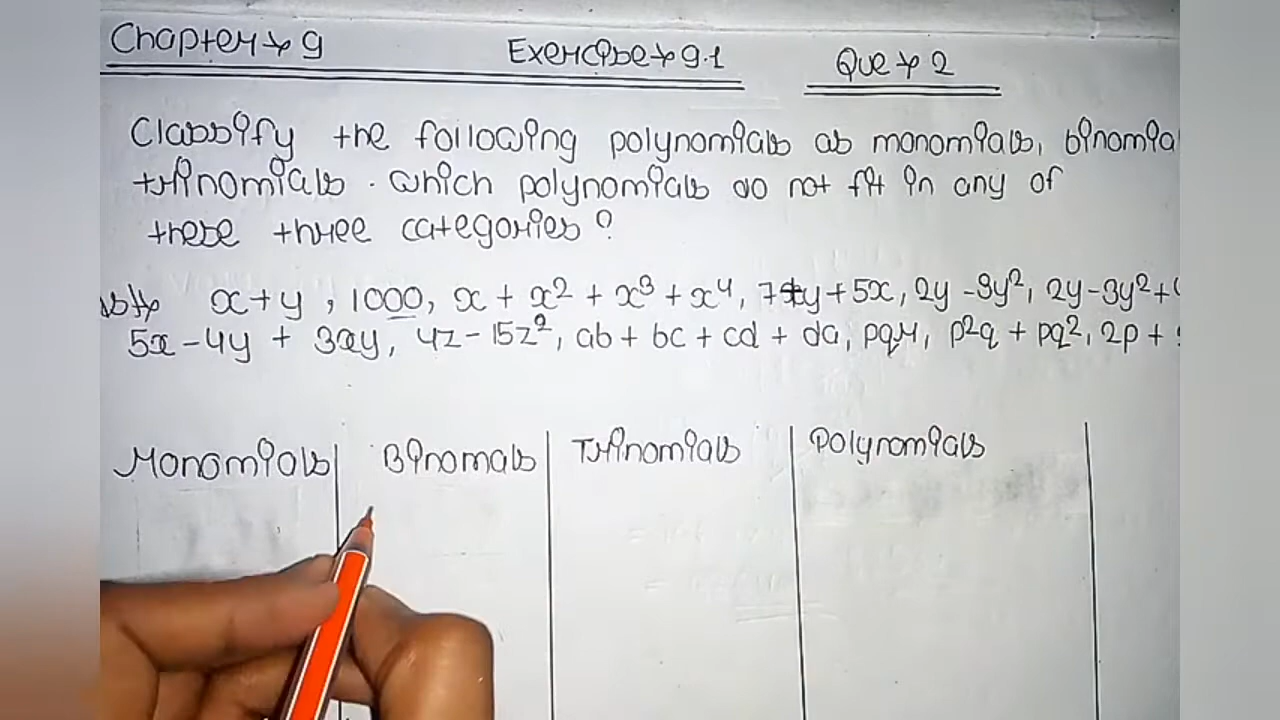 Chapter → 9 Exercise → 9.1 Que → 2
Classify the following polynomials as monomials, binomia
trinomials . which polynomials do not fit in any of
these three categories ?
x + y , 1000, x + x² + x³ + x⁴, 7+y + 5x, 2y - 3y², 2y - 3y² +
5x - 4y + 3xy, 4z - 15z², ab + bc + cd + da, pqr, p²q + pq², 2p +
Monomials Binomals Trinomials Polynomials